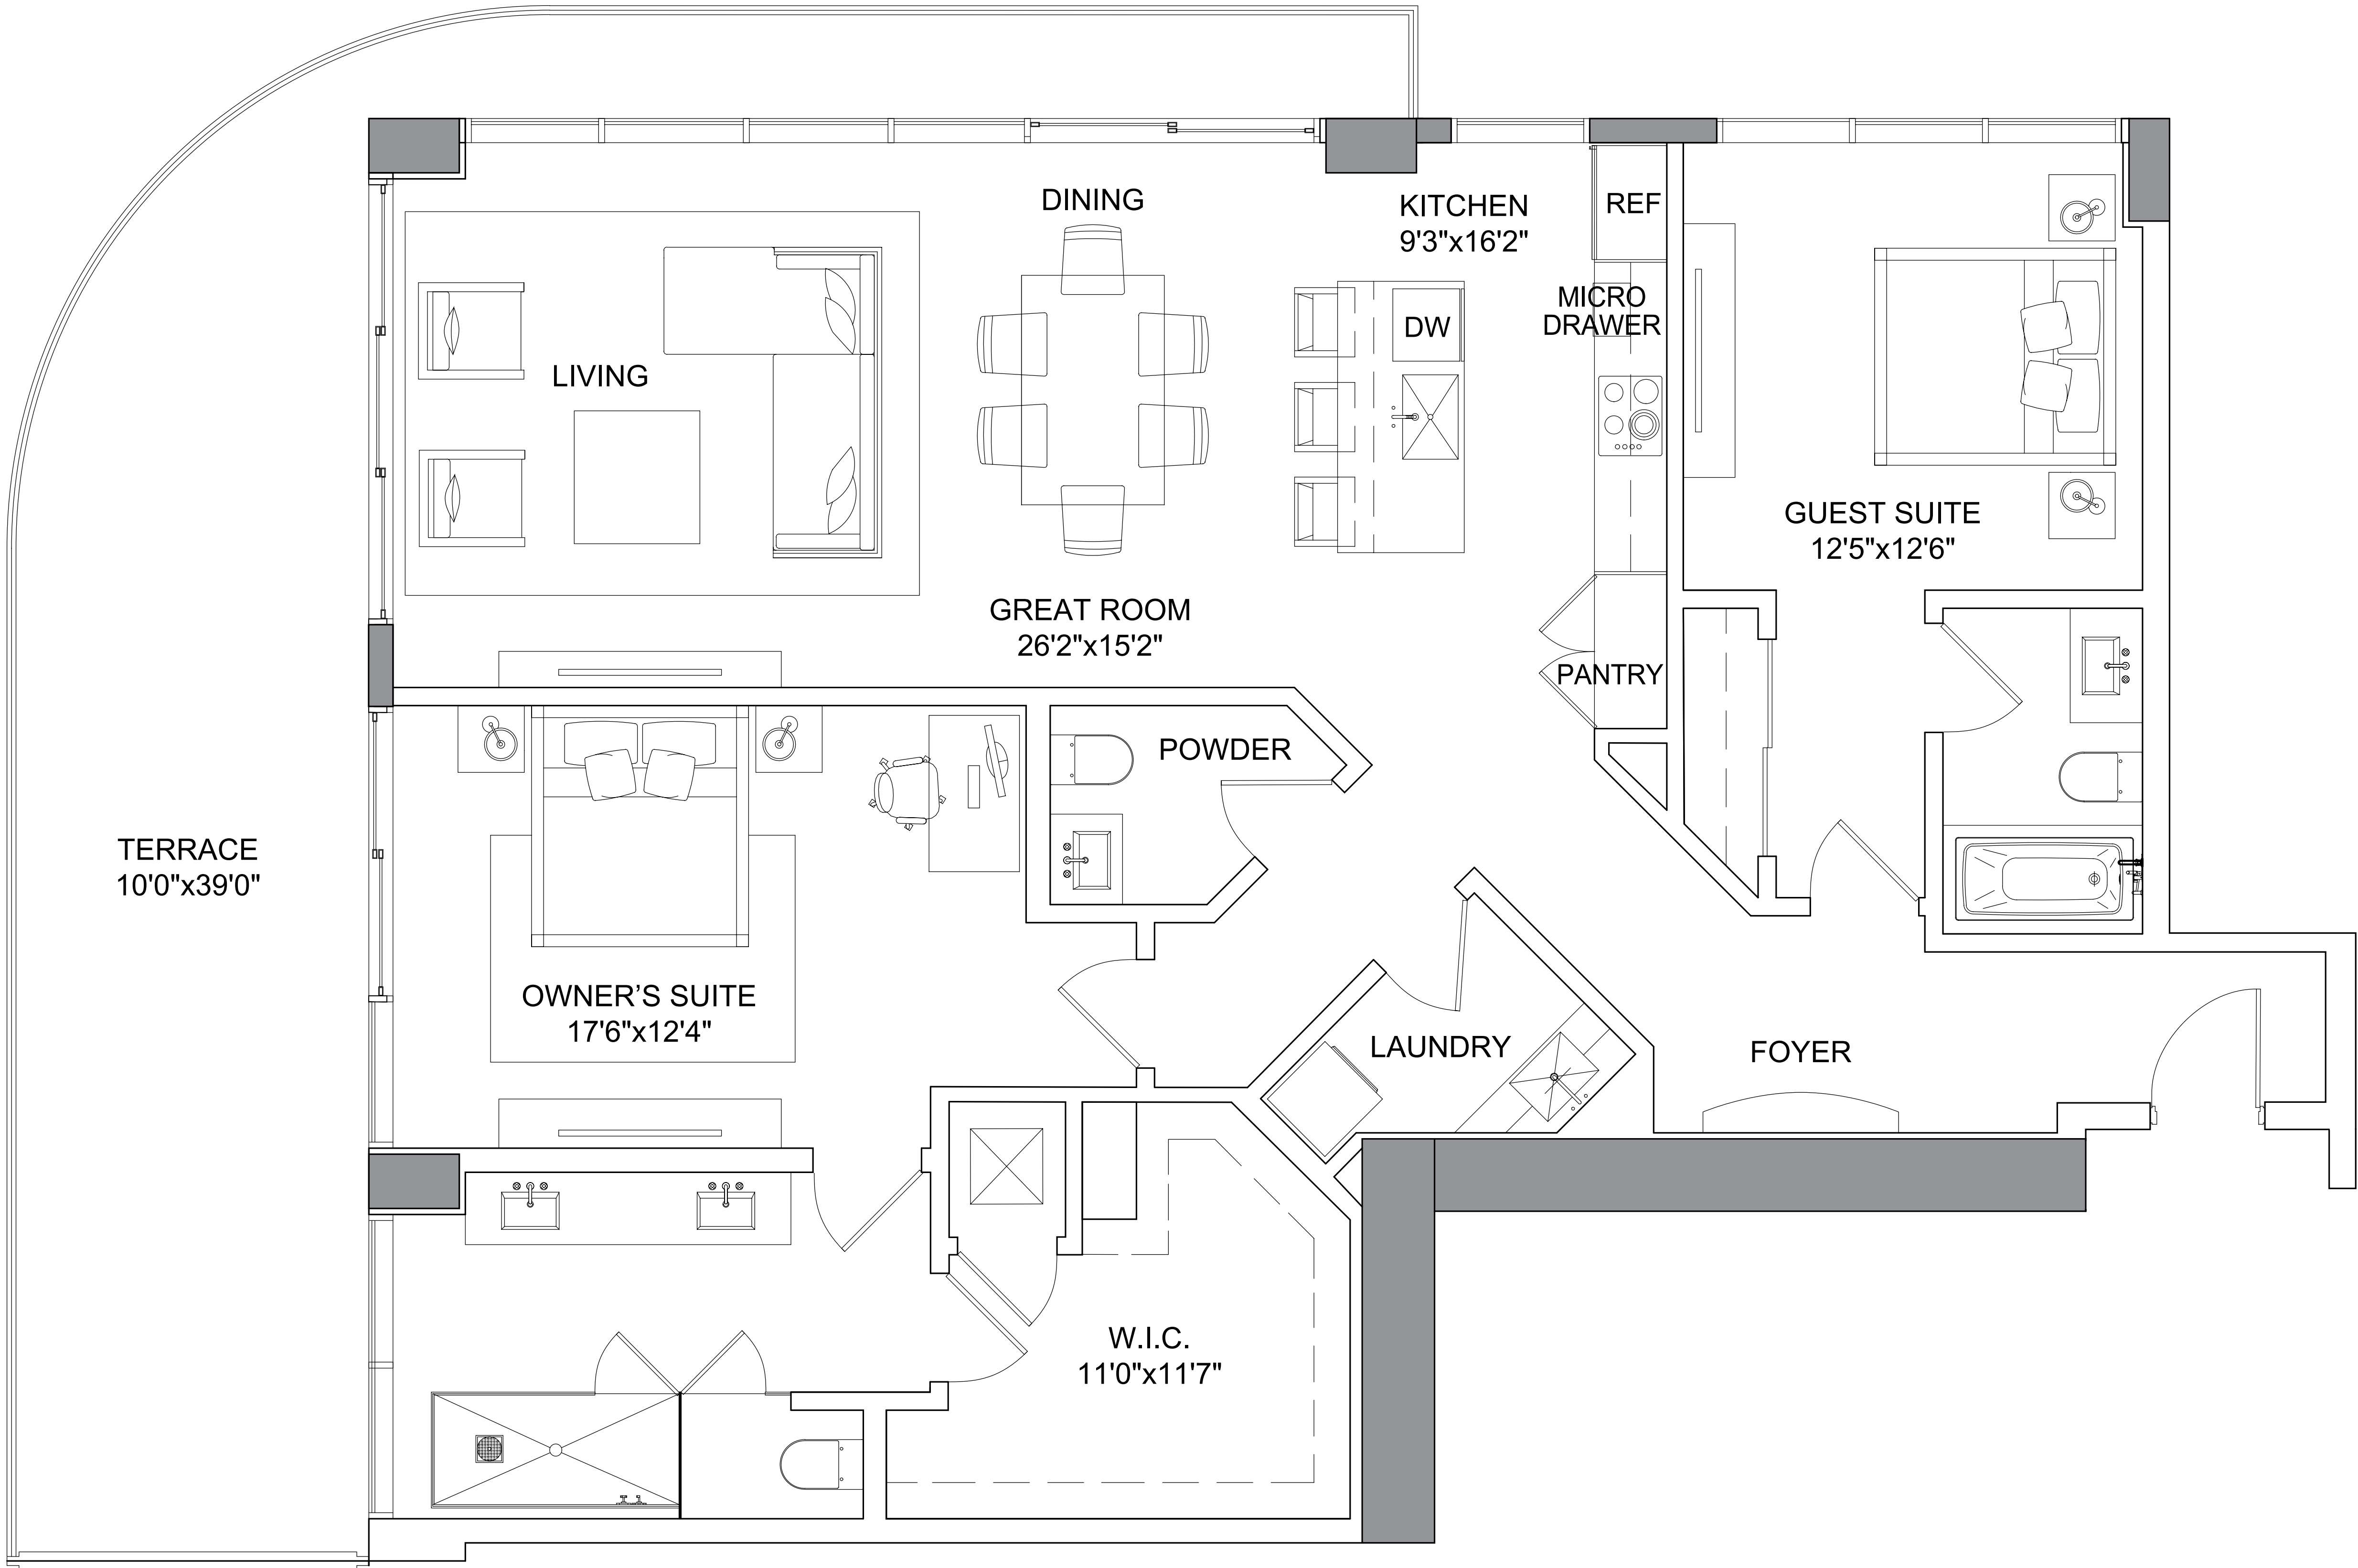 DINING
KITCHEN
9'3"x16'2"
REF
MICRO
DRAWER
DW
LIVING
GUEST SUITE
12'5"x12'6"
GREAT ROOM
26'2"x15'2"
PANTRY
POWDER
TERRACE
10'0"x39'0"
OWNER’S SUITE
17'6"x12'4"
LAUNDRY
FOYER
W.I.C.
11'0"x11'7"